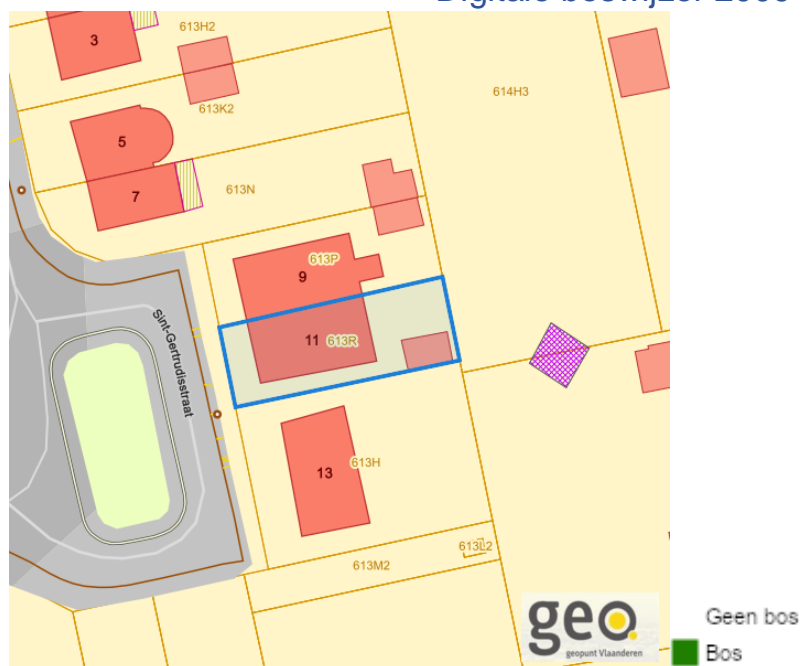 3
613H2
614H3
613K2
5
7
613N
613P
9
11
613R
Sint-Gertrudisstraat
13
613H
613L2
613M2
geo.
geopunt Vlaanderen
Geen bos
Bos